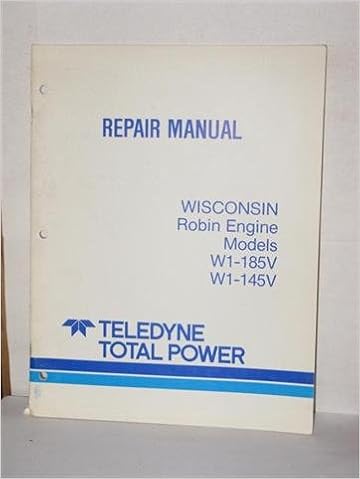 REPAIR MANUAL
WISCONSIN
Robin Engine
Models
W1-185V
W1-145V
TELEDYNE
TOTAL POWER